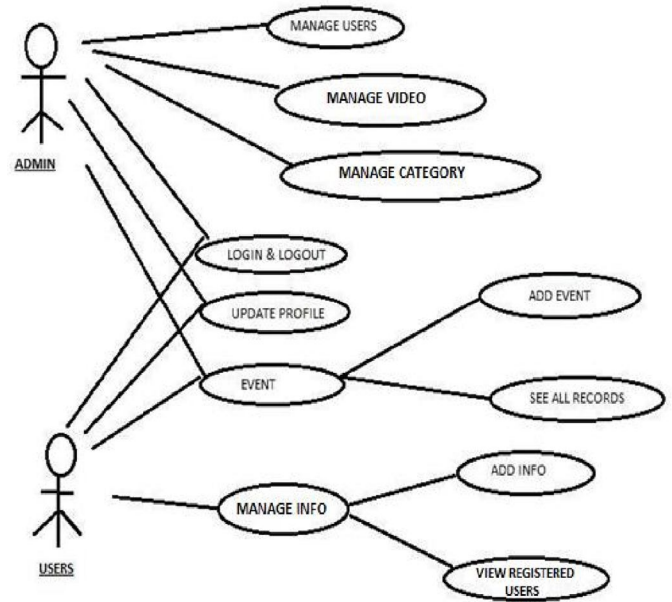 MANAGE USERS
MANAGE VIDEO
ADMIN
MANAGE CATEGORY
LOGIN & LOGOUT
ADD EVENT
UPDATE PROFILE
EVENT
SEE ALL RECORDS
ADD INFO
MANAGE INFO
USERS
VIEW REGISTERED
USERS